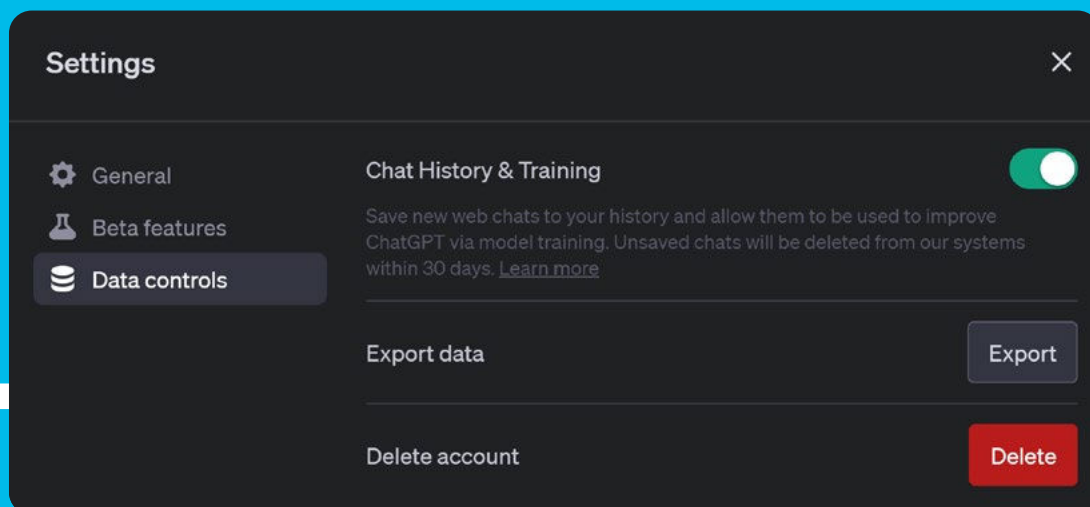 Settings
General
Beta features
Data controls
Chat History & Training
Save new web chats to your history and allow them to be used to improve
ChatGPT via model training. Unsaved chats will be deleted from our systems
within 30 days. Learn more
Export data
Export
Delete account
Delete